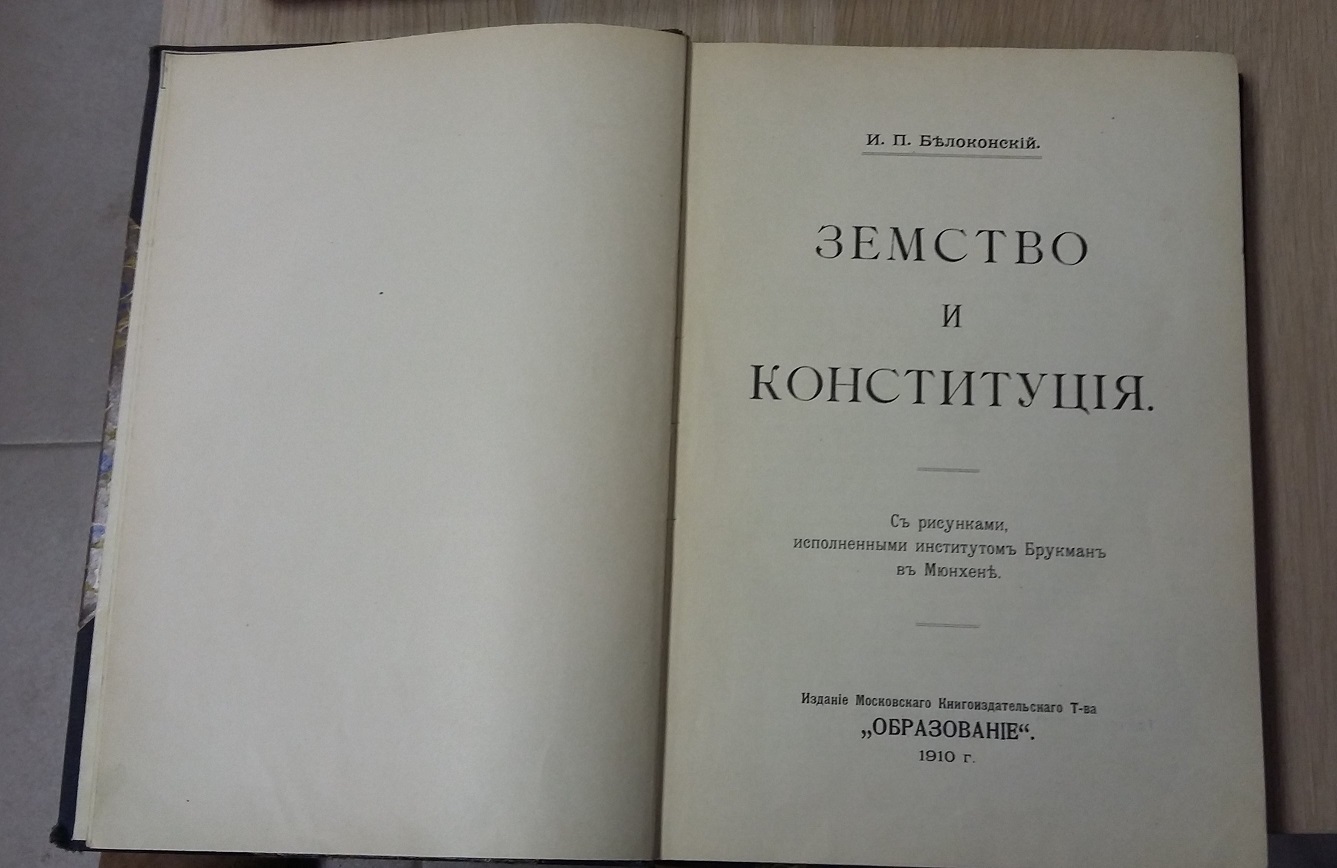 И. П. Бѣлоконскій.
ЗЕМСТВО
И
КОНСТИТУЦІЯ.
Съ рисунками,
исполненными институтомъ Брукманъ
въ Мюнхенѣ.
Изданіе Московскаго Книгоиздательскаго Т-ва
„ОБРАЗОВАНІЕ“.
1910 г.